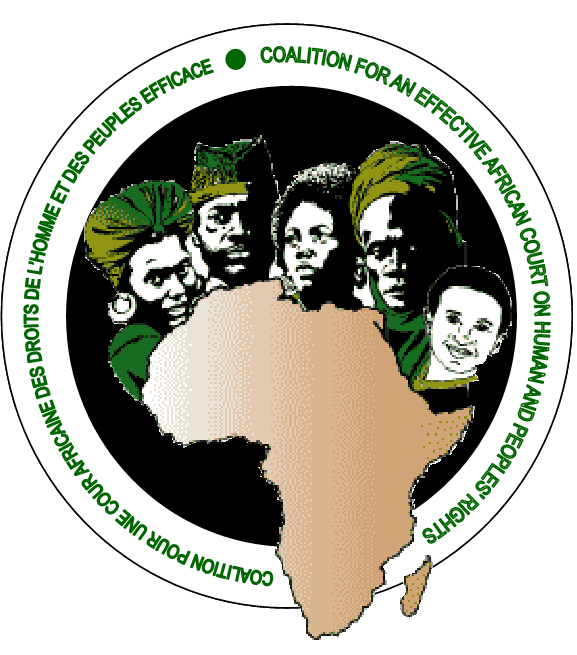 COALITION FOR AN EFFECTIVE AFRICAN COURT ON HUMAN AND PEOPLES' RIGHTS
COALITION POUR UNE COUR AFRICAINE DES DROITS DE L'HOMME ET DES PEUPLES EFFICACE